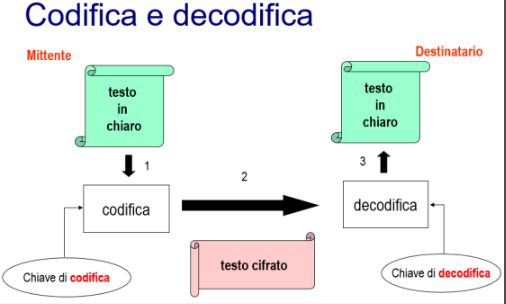 Codifica e decodifica
Mittente
Destinatario
testo
in
chiaro
testo
in
chiaro
1
2
3
codifica
decodifica
testo cifrato
Chiave di codifica
Chiave di decodifica